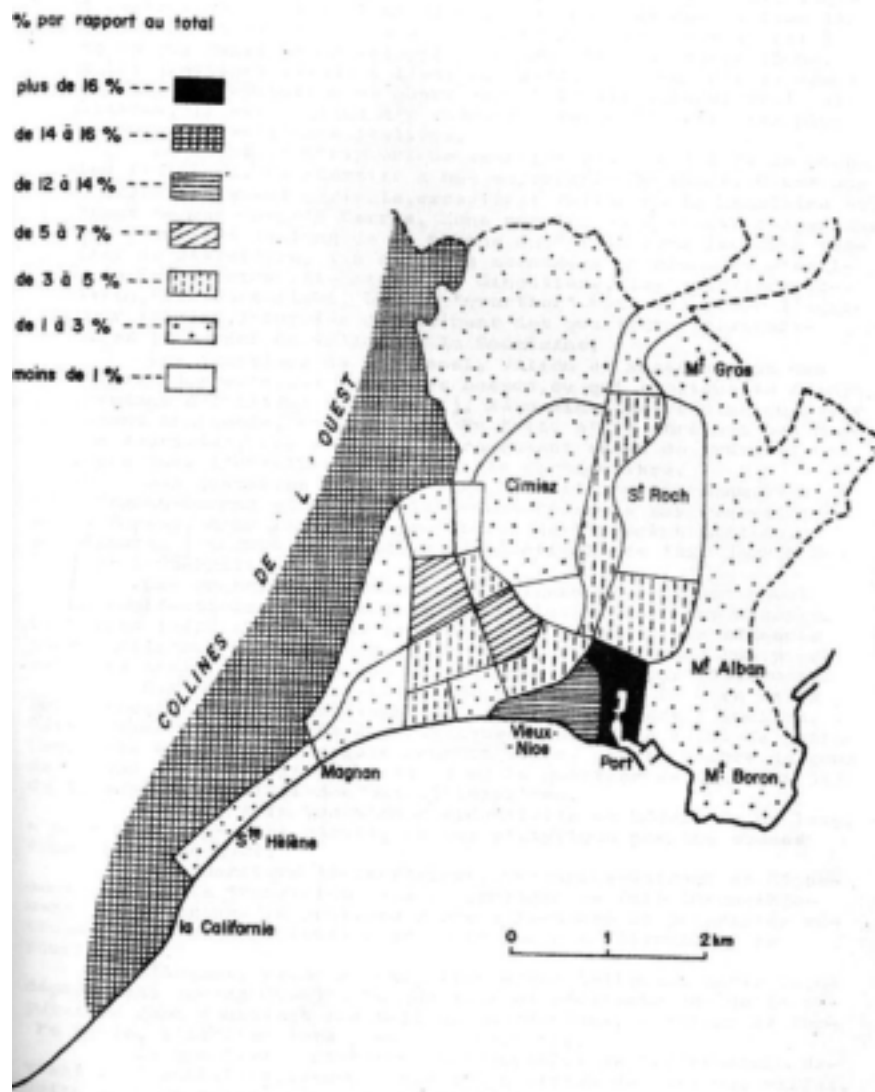 % par rapport au total
plus de 16 %
de 14 à 16 %
de 12 à 14 %
de 5 à 7 %
de 3 à 5 %
de 1 à 3 %
moins de 1 %
COLLINES DE L'OUEST
Mt Gros
Cimiez
St Roch
Mt Alban
Vieux-
-Nice
Port
Mt Boron
Magnan
Ste Hélène
la Californie
0 1 2 km